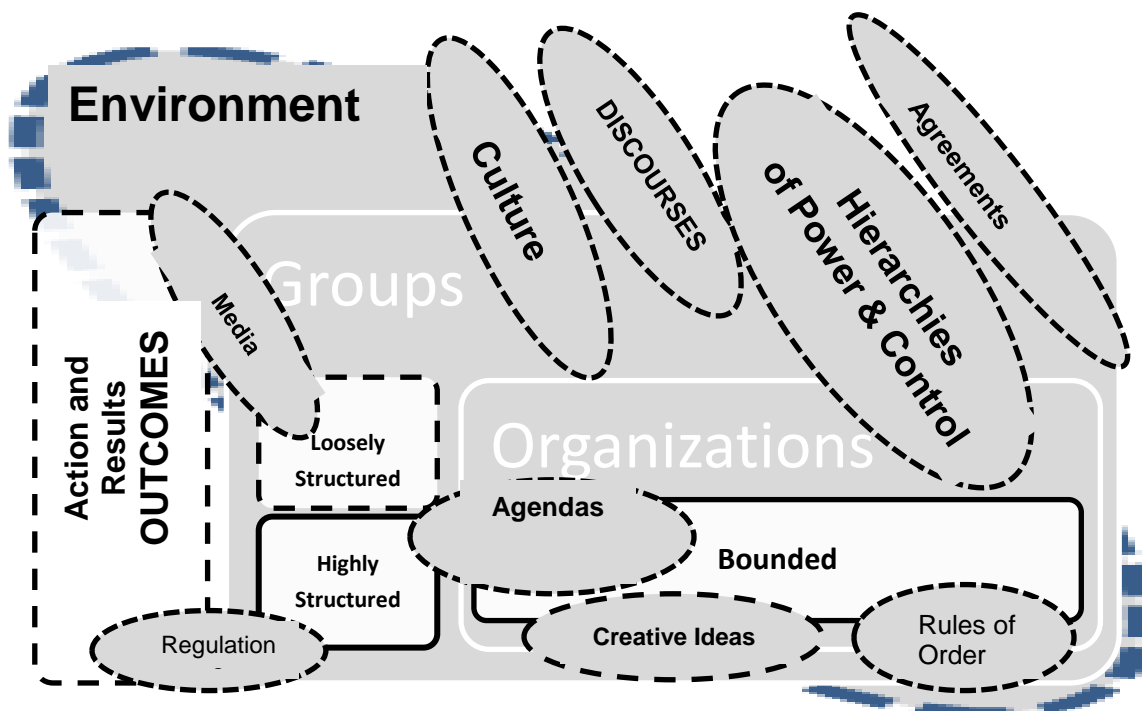 Environment
Culture
DISCOURSES
Hierarchies
of Power & Control
Agreements
Groups
Media
Action and
Results
OUTCOMES
Loosely
Structured
Organizations
Agendas
Highly
Structured
Bounded
Regulation
Creative Ideas
Rules of
Order